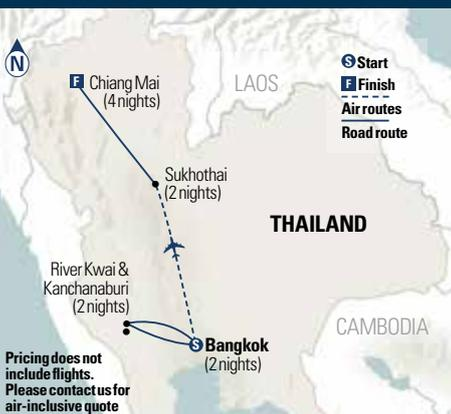 N
F Chiang Mai
(4 nights)
LAOS
S Start
F Finish
Air routes
Road route
Sukhothai
(2 nights)
THAILAND
River Kwai &
Kanchanaburi
(2 nights)
CAMBODIA
S Bangkok
(2 nights)
Pricing does not
include flights.
Please contact us for
air-inclusive quote